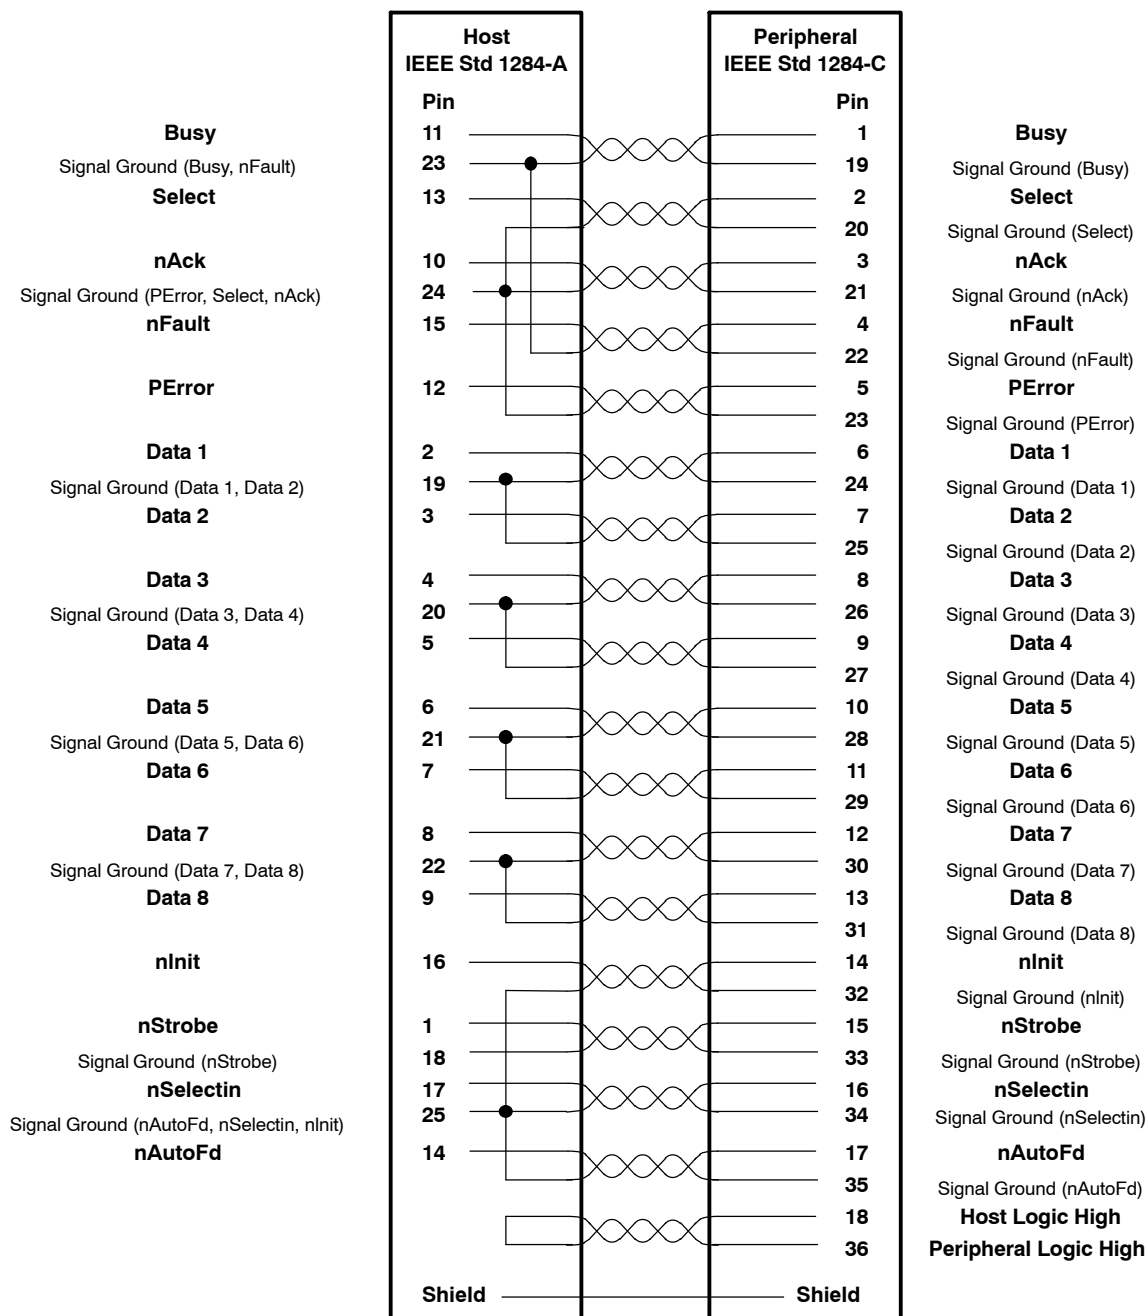 Host Peripheral
IEEE Std 1284-A IEEE Std 1284-C
Pin Pin
Busy 11 1 Busy
Signal Ground (Busy, nFault) 23 19 Signal Ground (Busy)
Select 13 2 Select
20 Signal Ground (Select)
nAck 10 3 nAck
Signal Ground (PError, Select, nAck) 24 21 Signal Ground (nAck)
nFault 15 4 nFault
22 Signal Ground (nFault)
PError 12 5 PError
23 Signal Ground (PError)
Data 1 2 6 Data 1
Signal Ground (Data 1, Data 2) 19 24 Signal Ground (Data 1)
Data 2 3 7 Data 2
25 Signal Ground (Data 2)
Data 3 4 8 Data 3
Signal Ground (Data 3, Data 4) 20 26 Signal Ground (Data 3)
Data 4 5 9 Data 4
27 Signal Ground (Data 4)
Data 5 6 10 Data 5
Signal Ground (Data 5, Data 6) 21 28 Signal Ground (Data 5)
Data 6 7 11 Data 6
29 Signal Ground (Data 6)
Data 7 8 12 Data 7
Signal Ground (Data 7, Data 8) 22 30 Signal Ground (Data 7)
Data 8 9 13 Data 8
31 Signal Ground (Data 8)
nInit 16 14 nInit
32 Signal Ground (nInit)
nStrobe 1 15 nStrobe
Signal Ground (nStrobe) 18 33 Signal Ground (nStrobe)
nSelectin 17 16 nSelectin
Signal Ground (nAutoFd, nSelectin, nInit) 25 34 Signal Ground (nSelectin)
nAutoFd 14 17 nAutoFd
35 Signal Ground (nAutoFd)
18 Host Logic High
36 Peripheral Logic High
Shield Shield